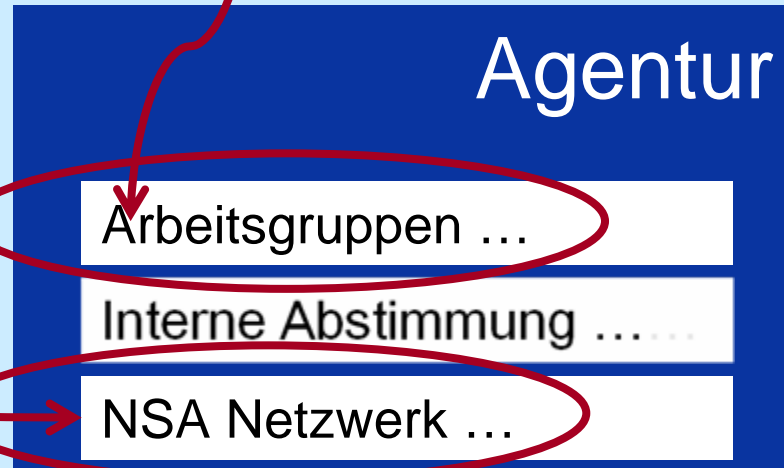 Agentur
Arbeitsgruppen …
Interne Abstimmung ……
NSA Netzwerk …